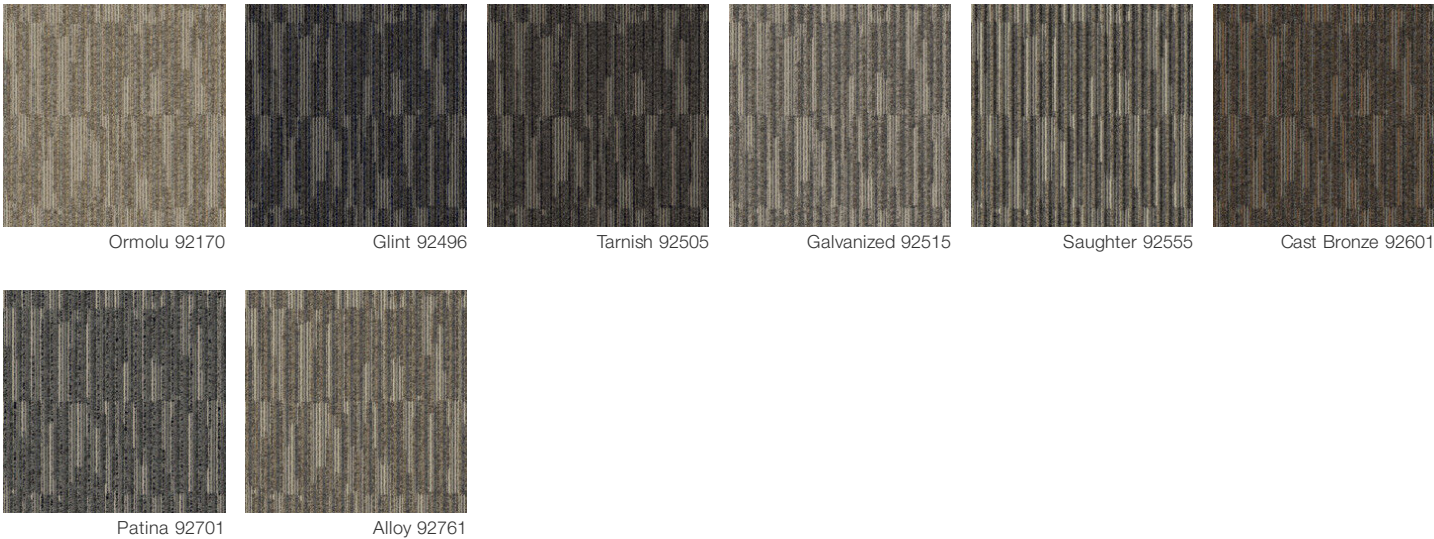 Ormolu 92170
Glint 92496
Tarnish 92505
Galvanized 92515
Saughter 92555
Cast Bronze 92601
Patina 92701
Alloy 92761